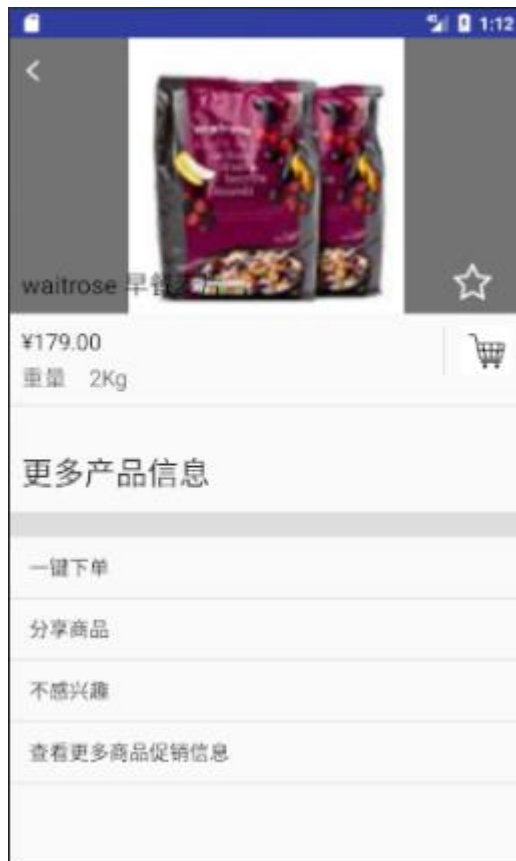 1:12
waitrose 早餐
¥179.00
重量 2Kg
更多产品信息
一键下单
分享商品
不感兴趣
查看更多商品促销信息